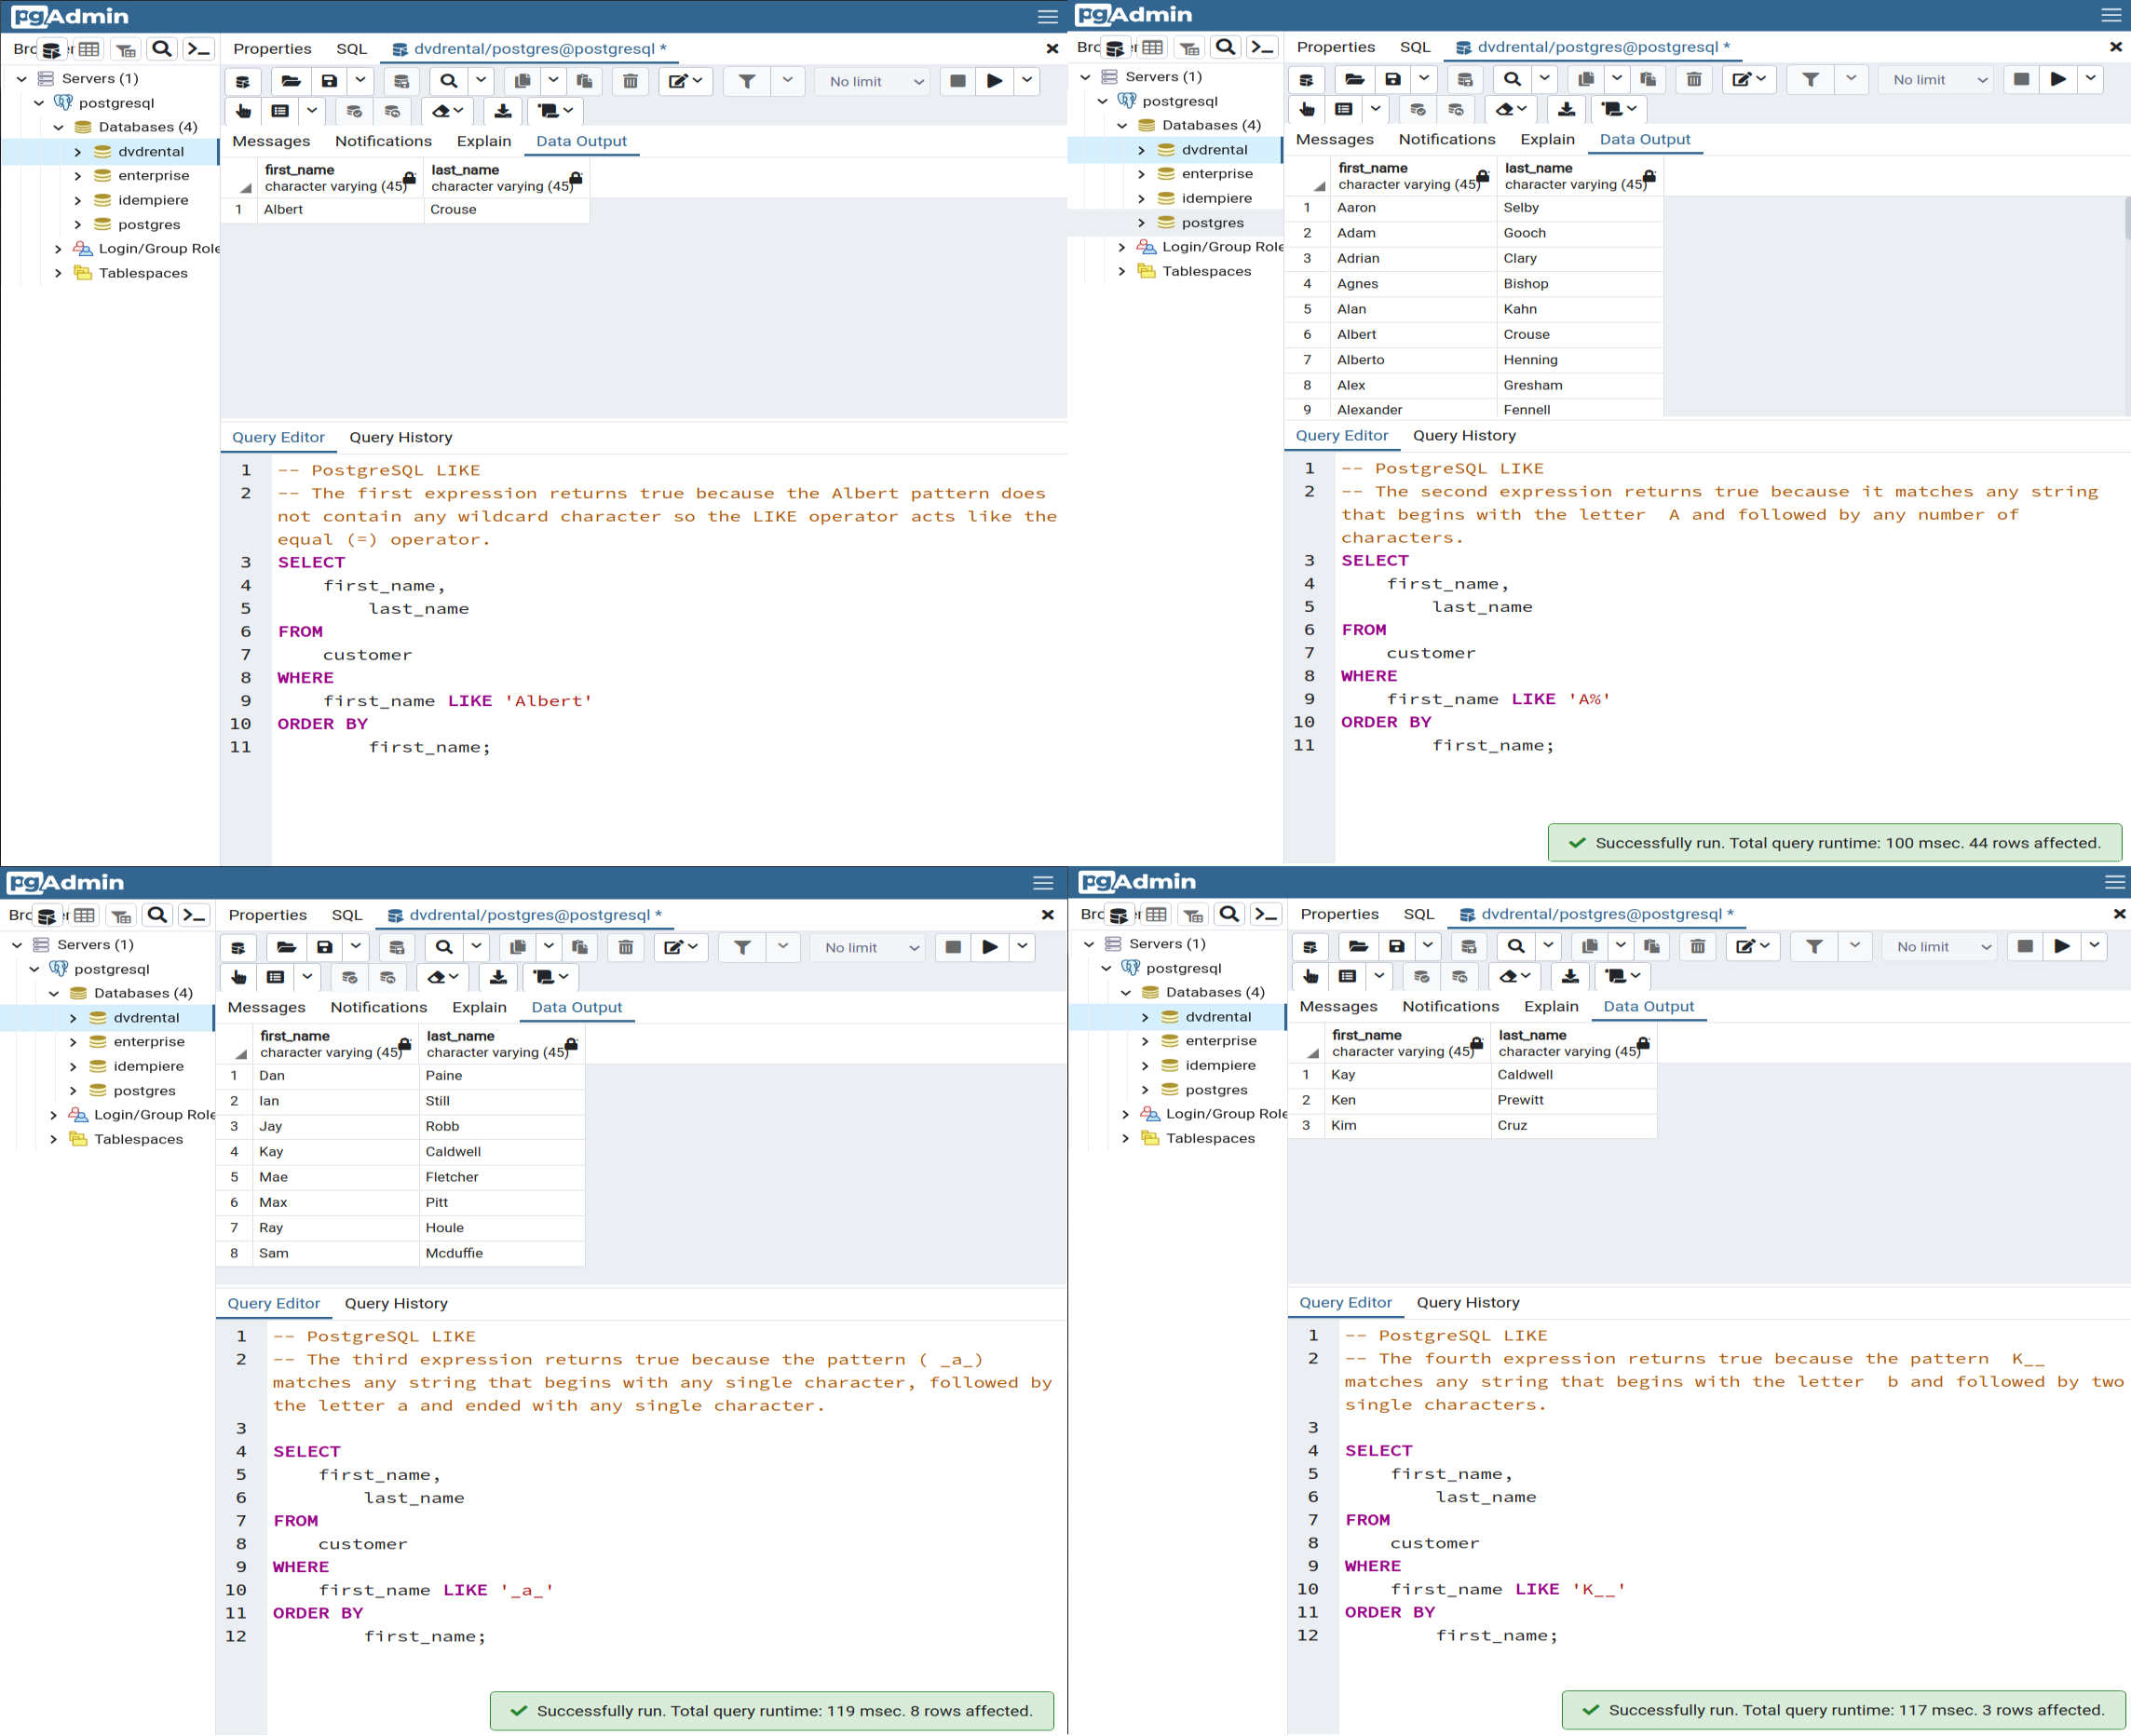 pgAdmin
Properties SQL dvdrental/postgres@postgresql *
Servers (1)
postgresql
Databases (4)
dvdrental
enterprise
idempiere
postgres
Login/Group Role
Tablespaces
No limit
Messages Notifications Explain Data Output
first_name last_name
character varying (45) character varying (45)
1 Albert Crouse
Query Editor Query History
1 -- PostgreSQL LIKE
2 -- The first expression returns true because the Albert pattern does
not contain any wildcard character so the LIKE operator acts like the
equal (=) operator.
3 SELECT
4 first_name,
5 last_name
6 FROM
7 customer
8 WHERE
9 first_name LIKE 'Albert'
10 ORDER BY
11 first_name;
pgAdmin
Properties SQL dvdrental/postgres@postgresql *
Servers (1)
postgresql
Databases (4)
dvdrental
enterprise
idempiere
postgres
Login/Group Role
Tablespaces
No limit
Messages Notifications Explain Data Output
first_name last_name
character varying (45) character varying (45)
1 Aaron Selby
2 Adam Gooch
3 Adrian Clary
4 Agnes Bishop
5 Alan Kahn
6 Albert Crouse
7 Alberto Henning
8 Alex Gresham
9 Alexander Fennell
Query Editor Query History
1 -- PostgreSQL LIKE
2 -- The second expression returns true because it matches any string
that begins with the letter  A and followed by any number of
characters.
3 SELECT
4 first_name,
5 last_name
6 FROM
7 customer
8 WHERE
9 first_name LIKE 'A%'
10 ORDER BY
11 first_name;
Successfully run. Total query runtime: 100 msec. 44 rows affected.
pgAdmin
Properties SQL dvdrental/postgres@postgresql *
Servers (1)
postgresql
Databases (4)
dvdrental
enterprise
idempiere
postgres
Login/Group Role
Tablespaces
No limit
Messages Notifications Explain Data Output
first_name last_name
character varying (45) character varying (45)
1 Dan Paine
2 Ian Still
3 Jay Robb
4 Kay Caldwell
5 Mae Fletcher
6 Max Pitt
7 Ray Houle
8 Sam Mcduffie
Query Editor Query History
1 -- PostgreSQL LIKE
2 -- The third expression returns true because the pattern ( _a_)
matches any string that begins with any single character, followed by
the letter a and ended with any single character.
3
4 SELECT
5 first_name,
6 last_name
7 FROM
8 customer
9 WHERE
10 first_name LIKE '_a_'
11 ORDER BY
12 first_name;
Successfully run. Total query runtime: 119 msec. 8 rows affected.
pgAdmin
Properties SQL dvdrental/postgres@postgresql *
Servers (1)
postgresql
Databases (4)
dvdrental
enterprise
idempiere
postgres
Login/Group Role
Tablespaces
No limit
Messages Notifications Explain Data Output
first_name last_name
character varying (45) character varying (45)
1 Kay Caldwell
2 Ken Prewitt
3 Kim Cruz
Query Editor Query History
1 -- PostgreSQL LIKE
2 -- The fourth expression returns true because the pattern  K__
matches any string that begins with the letter  b and followed by two
single characters.
3
4 SELECT
5 first_name,
6 last_name
7 FROM
8 customer
9 WHERE
10 first_name LIKE 'K__'
11 ORDER BY
12 first_name;
Successfully run. Total query runtime: 117 msec. 3 rows affected.